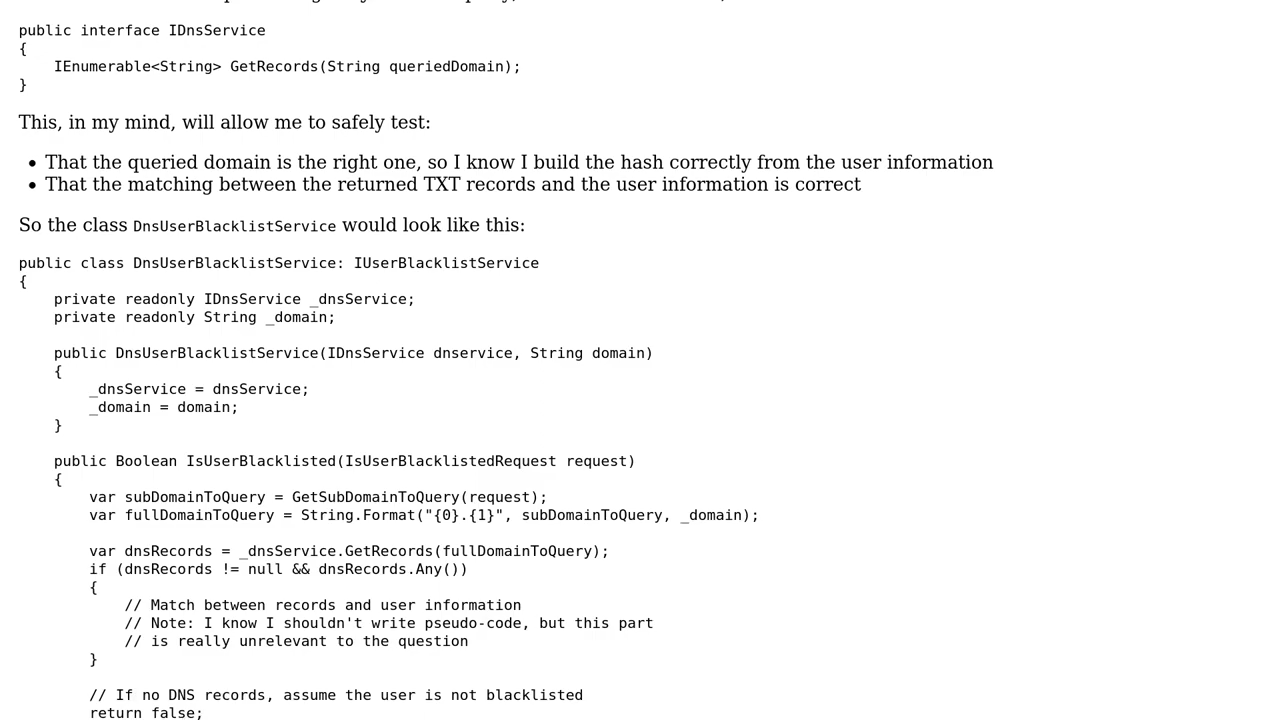 public interface IDnsService
{
    IEnumerable<String> GetRecords(String queriedDomain);
}
This, in my mind, will allow me to safely test:
• That the queried domain is the right one, so I know I build the hash correctly from the user information
• That the matching between the returned TXT records and the user information is correct
So the class DnsUserBlacklistService would look like this:
public class DnsUserBlacklistService: IUserBlacklistService
{
    private readonly IDnsService _dnsService;
    private readonly String _domain;
    public DnsUserBlacklistService(IDnsService dnservice, String domain)
    {
        _dnsService = dnsService;
        _domain = domain;
    }
    public Boolean IsUserBlacklisted(IsUserBlacklistedRequest request)
    {
        var subDomainToQuery = GetSubDomainToQuery(request);
        var fullDomainToQuery = String.Format("{0}.{1}", subDomainToQuery, _domain);
        var dnsRecords = _dnsService.GetRecords(fullDomainToQuery);
        if (dnsRecords != null && dnsRecords.Any())
        {
            // Match between records and user information
            // Note: I know I shouldn't write pseudo-code, but this part
            // is really unrelevant to the question
        }
        // If no DNS records, assume the user is not blacklisted
        return false;